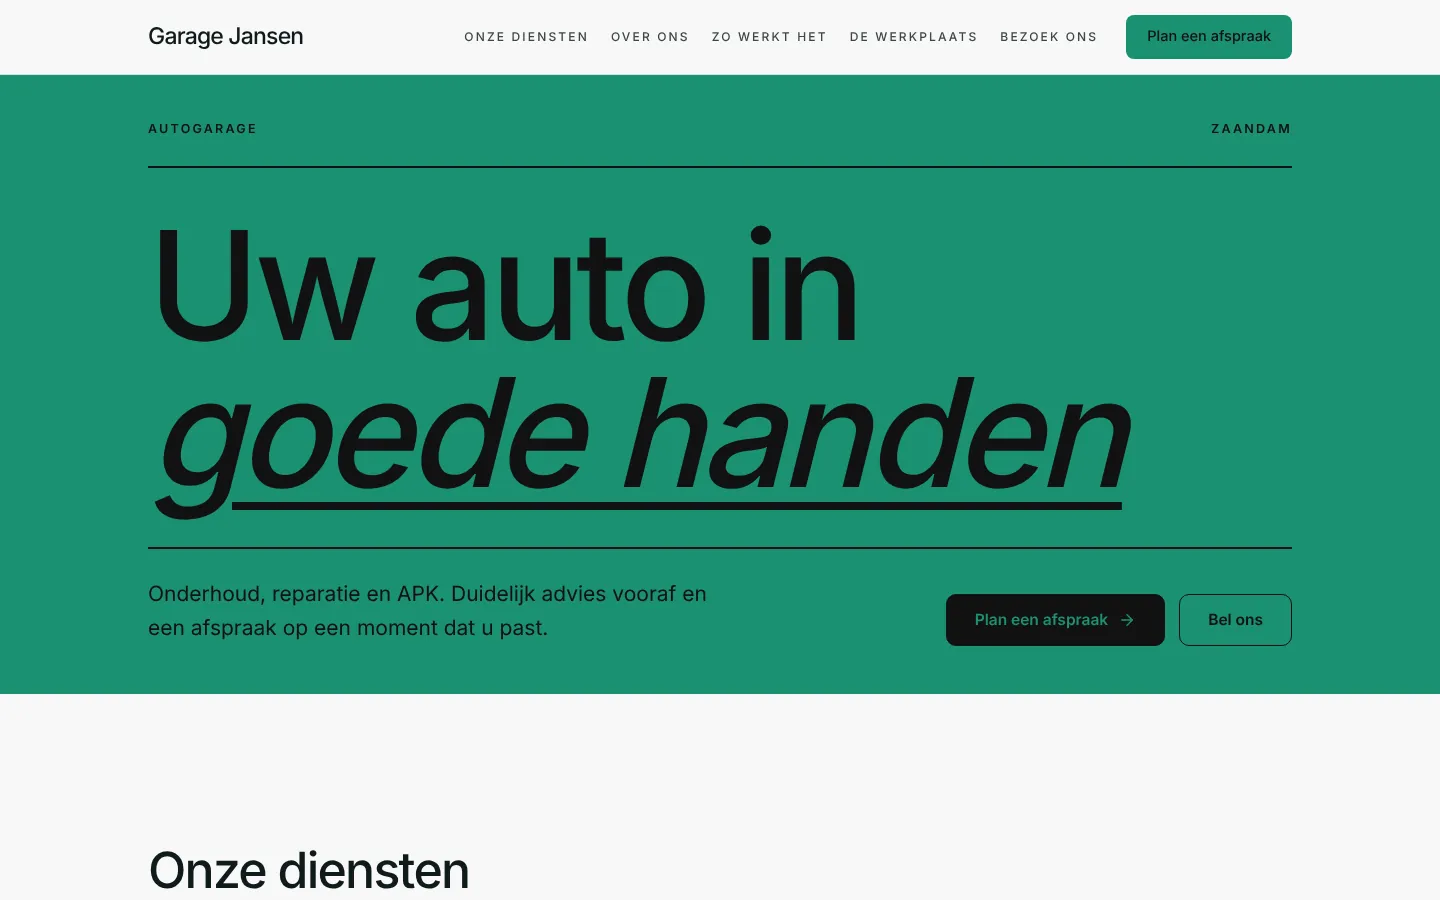 Garage Jansen
ONZE DIENSTEN
OVER ONS
ZO WERKT HET
DE WERKPLAATS
BEZOEK ONS
Plan een afspraak
AUTOGARAGE
ZAANDAM
Uw auto in
goede handen
Onderhoud, reparatie en APK. Duidelijk advies vooraf en
een afspraak op een moment dat u past.
Plan een afspraak →
Bel ons
Onze diensten